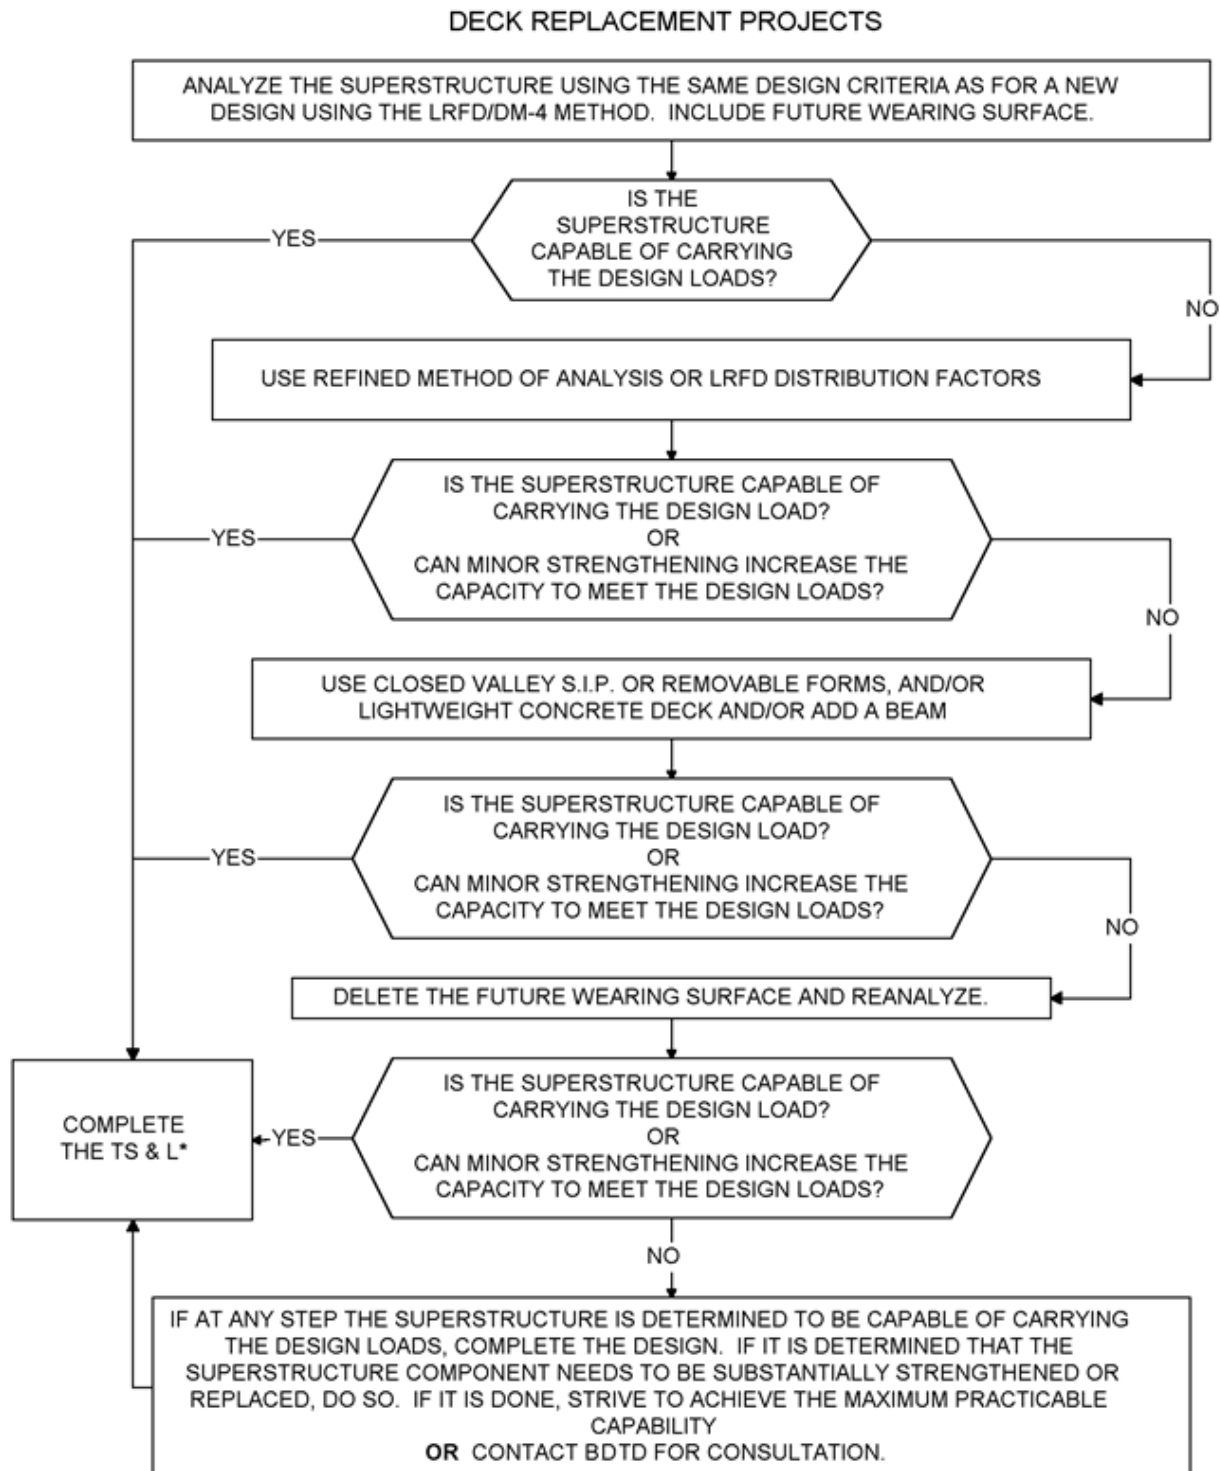 DECK REPLACEMENT PROJECTS
ANALYZE THE SUPERSTRUCTURE USING THE SAME DESIGN CRITERIA AS FOR A NEW
DESIGN USING THE LRFD/DM-4 METHOD. INCLUDE FUTURE WEARING SURFACE.
IS THE
SUPERSTRUCTURE
CAPABLE OF CARRYING
THE DESIGN LOADS?
YES
NO
USE REFINED METHOD OF ANALYSIS OR LRFD DISTRIBUTION FACTORS
IS THE SUPERSTRUCTURE CAPABLE OF
CARRYING THE DESIGN LOAD?
OR
CAN MINOR STRENGTHENING INCREASE THE
CAPACITY TO MEET THE DESIGN LOADS?
YES
NO
USE CLOSED VALLEY S.I.P. OR REMOVABLE FORMS, AND/OR
LIGHTWEIGHT CONCRETE DECK AND/OR ADD A BEAM
IS THE SUPERSTRUCTURE CAPABLE OF
CARRYING THE DESIGN LOAD?
OR
CAN MINOR STRENGTHENING INCREASE THE
CAPACITY TO MEET THE DESIGN LOADS?
YES
NO
DELETE THE FUTURE WEARING SURFACE AND REANALYZE.
IS THE SUPERSTRUCTURE CAPABLE OF
CARRYING THE DESIGN LOAD?
OR
CAN MINOR STRENGTHENING INCREASE THE
CAPACITY TO MEET THE DESIGN LOADS?
YES
COMPLETE
THE TS & L*
NO
IF AT ANY STEP THE SUPERSTRUCTURE IS DETERMINED TO BE CAPABLE OF CARRYING
THE DESIGN LOADS, COMPLETE THE DESIGN. IF IT IS DETERMINED THAT THE
SUPERSTRUCTURE COMPONENT NEEDS TO BE SUBSTANTIALLY STRENGTHENED OR
REPLACED, DO SO. IF IT IS DONE, STRIVE TO ACHIEVE THE MAXIMUM PRACTICABLE
CAPABILITY
OR CONTACT BDTD FOR CONSULTATION.